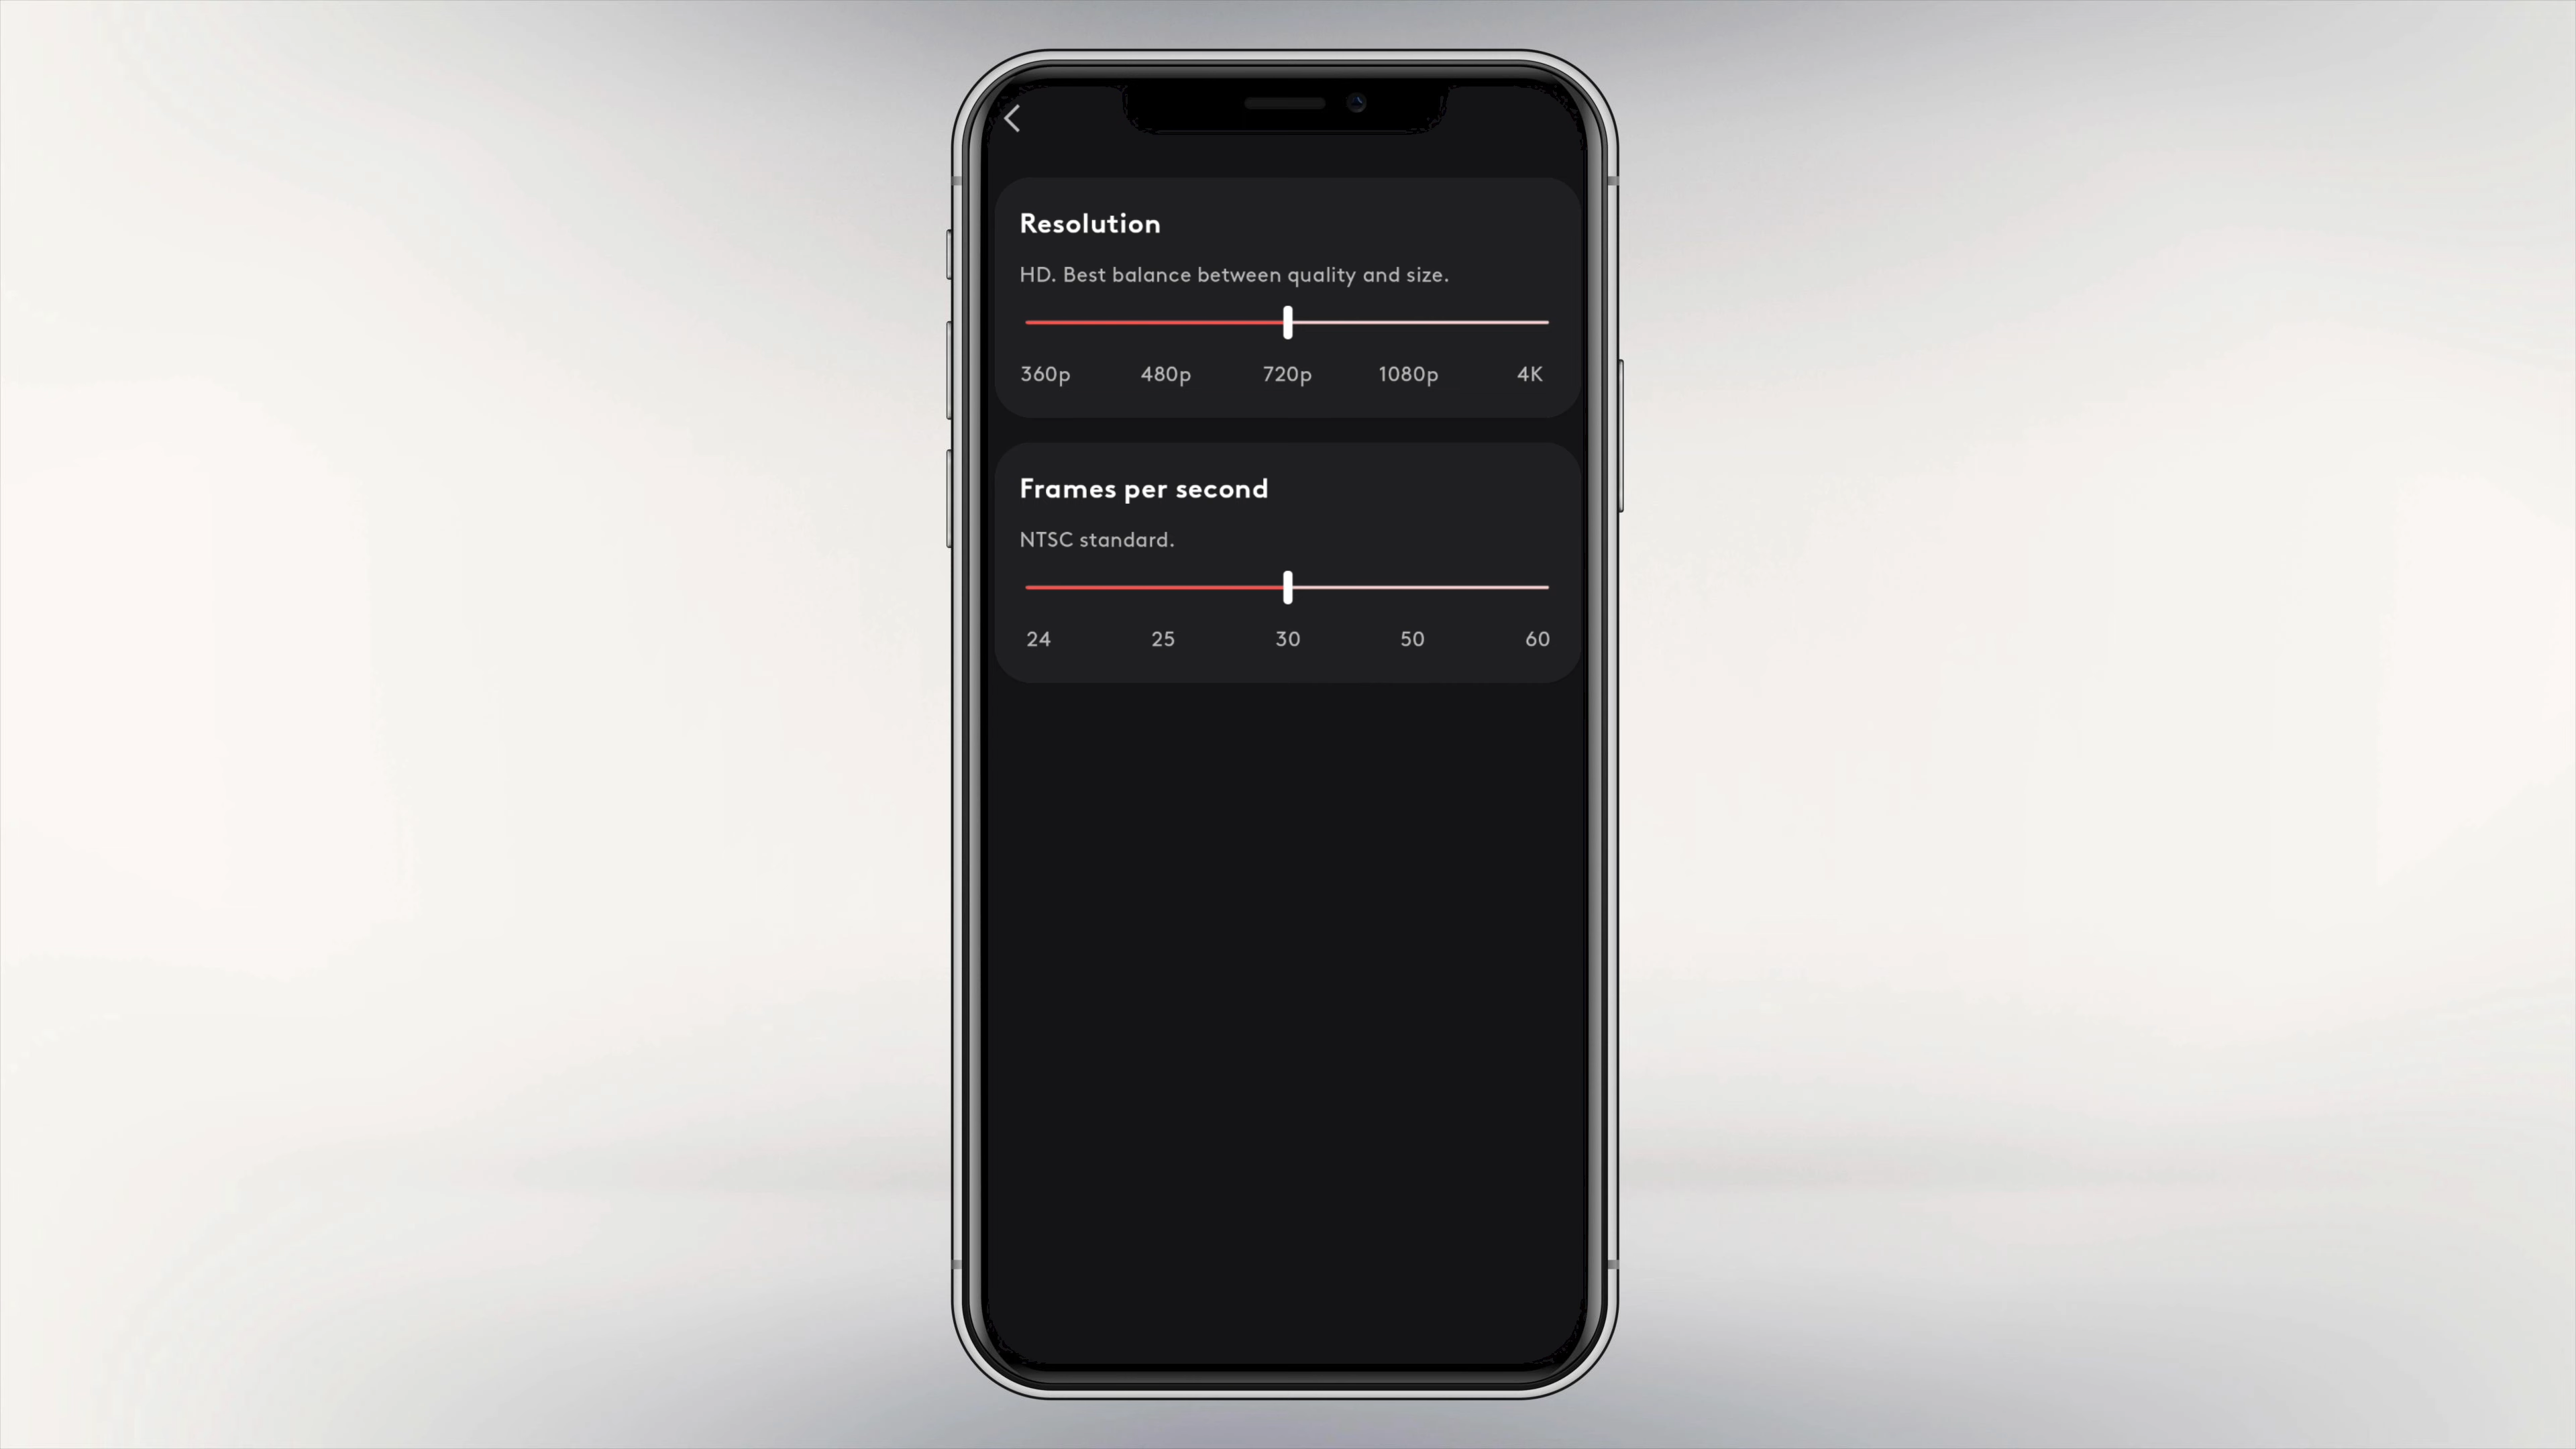 Resolution
HD. Best balance between quality and size.
360p 480p 720p 1080p 4K
Frames per second
NTSC standard.
24 25 30 50 60